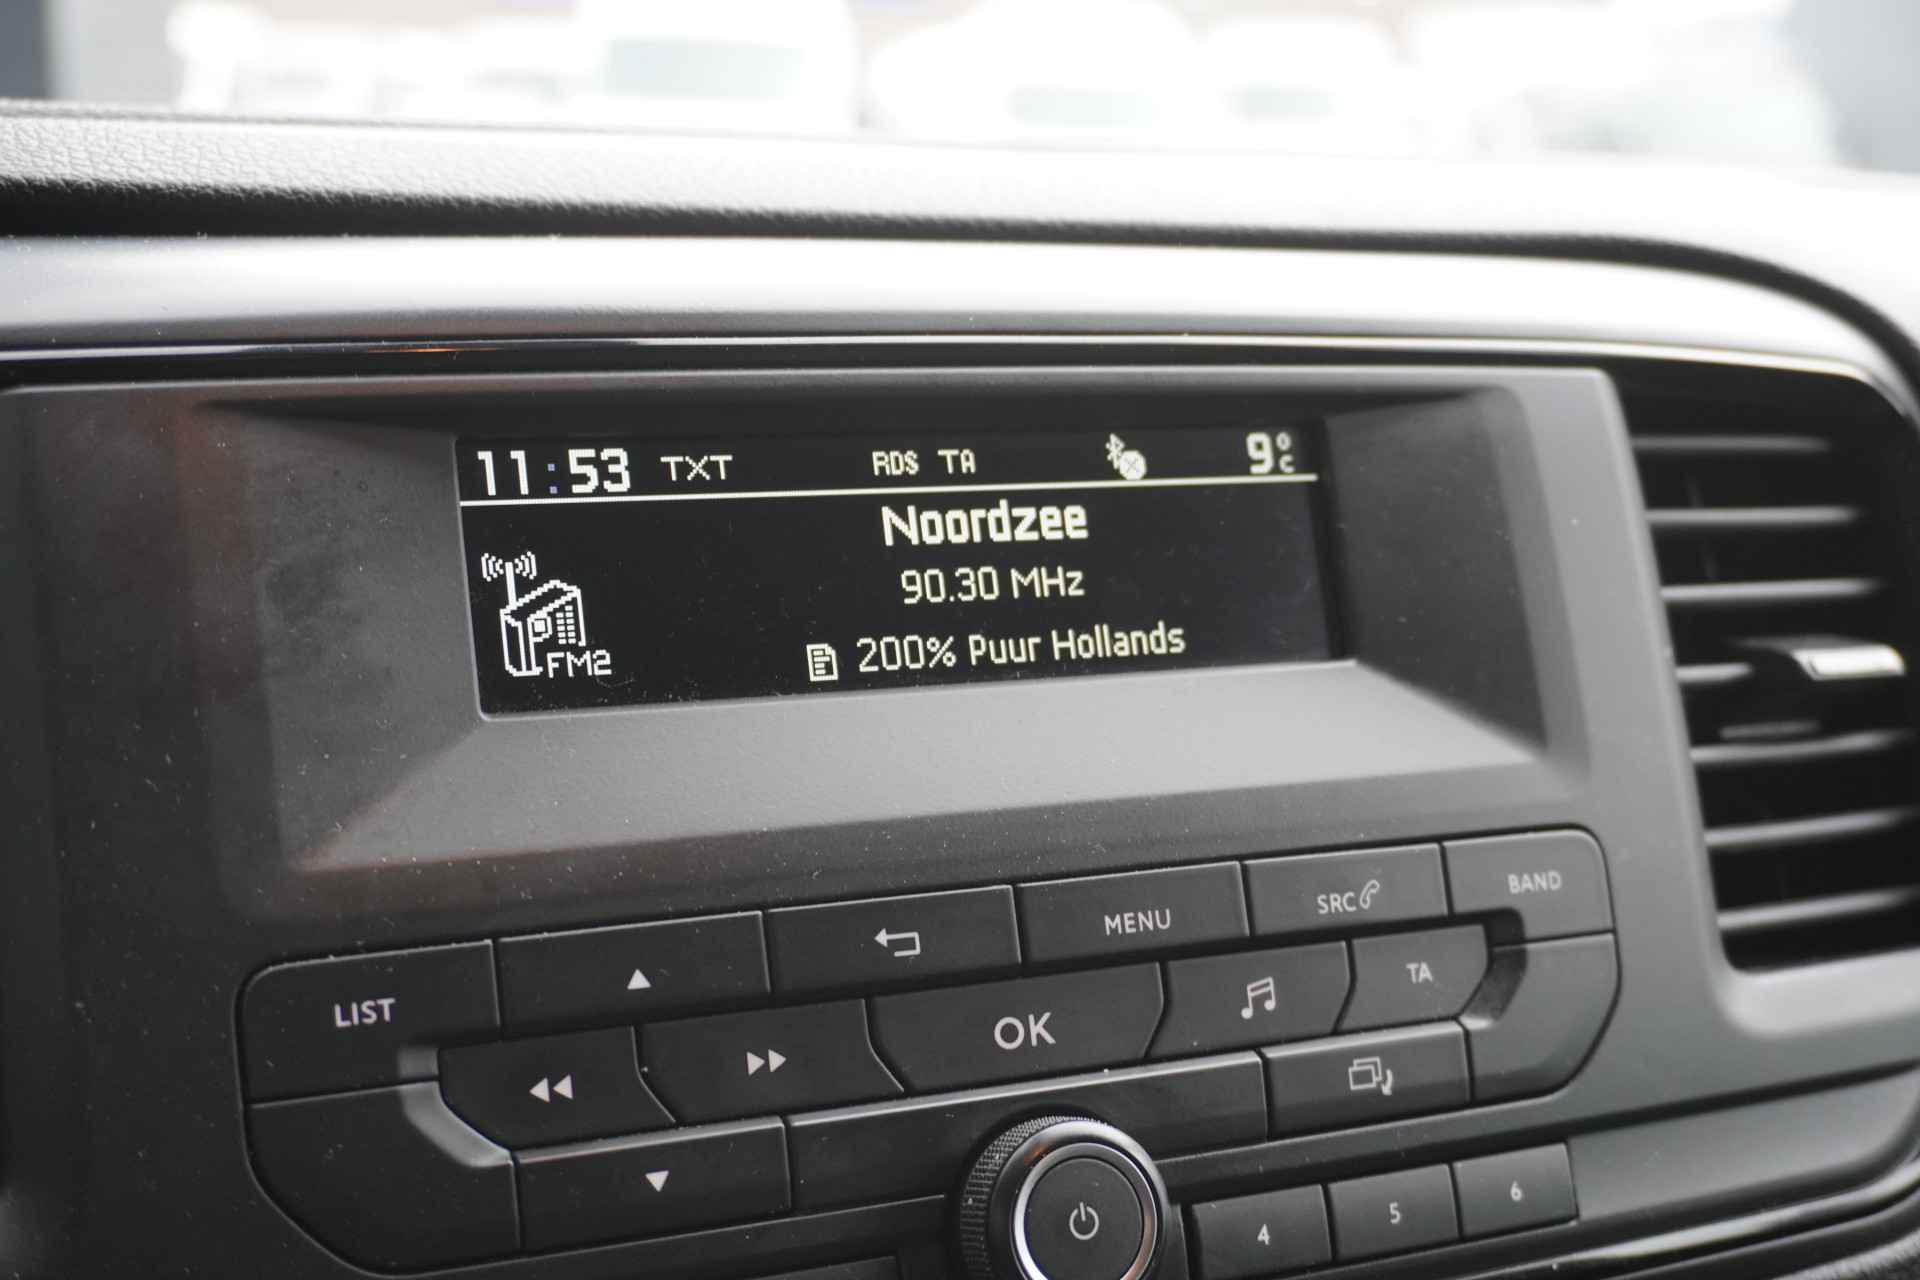 11:53 TXT RDS TA 9°C
Noordzee
90.30 MHz
FM2
200% Puur Hollands
LIST
MENU
SRC
BAND
OK
TA
4
5
6